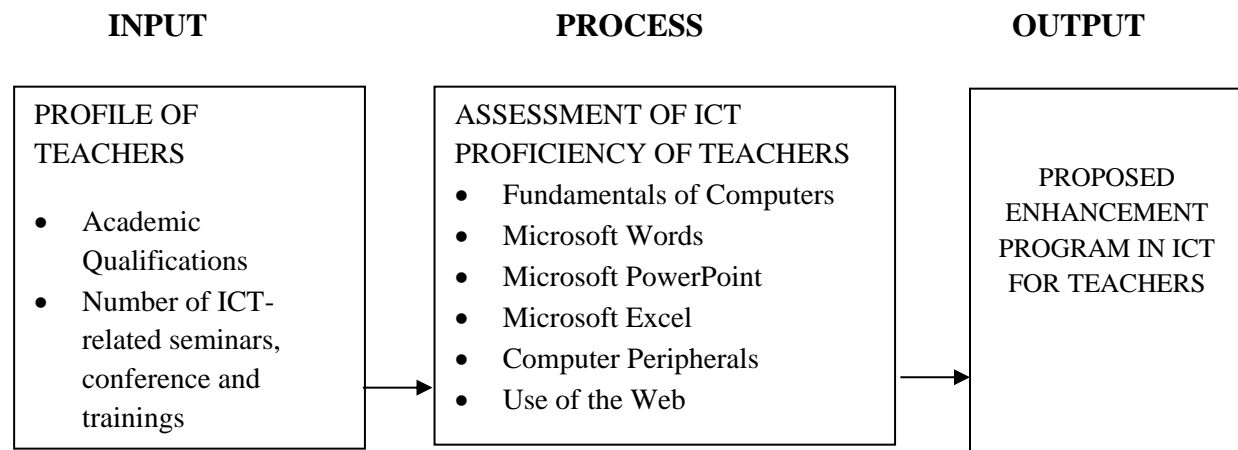 INPUT
PROCESS
OUTPUT
PROFILE OF
TEACHERS
• Academic
Qualifications
• Number of ICT-
related seminars,
conference and
trainings
ASSESSMENT OF ICT
PROFICIENCY OF TEACHERS
• Fundamentals of Computers
• Microsoft Words
• Microsoft PowerPoint
• Microsoft Excel
• Computer Peripherals
• Use of the Web
PROPOSED
ENHANCEMENT
PROGRAM IN ICT
FOR TEACHERS